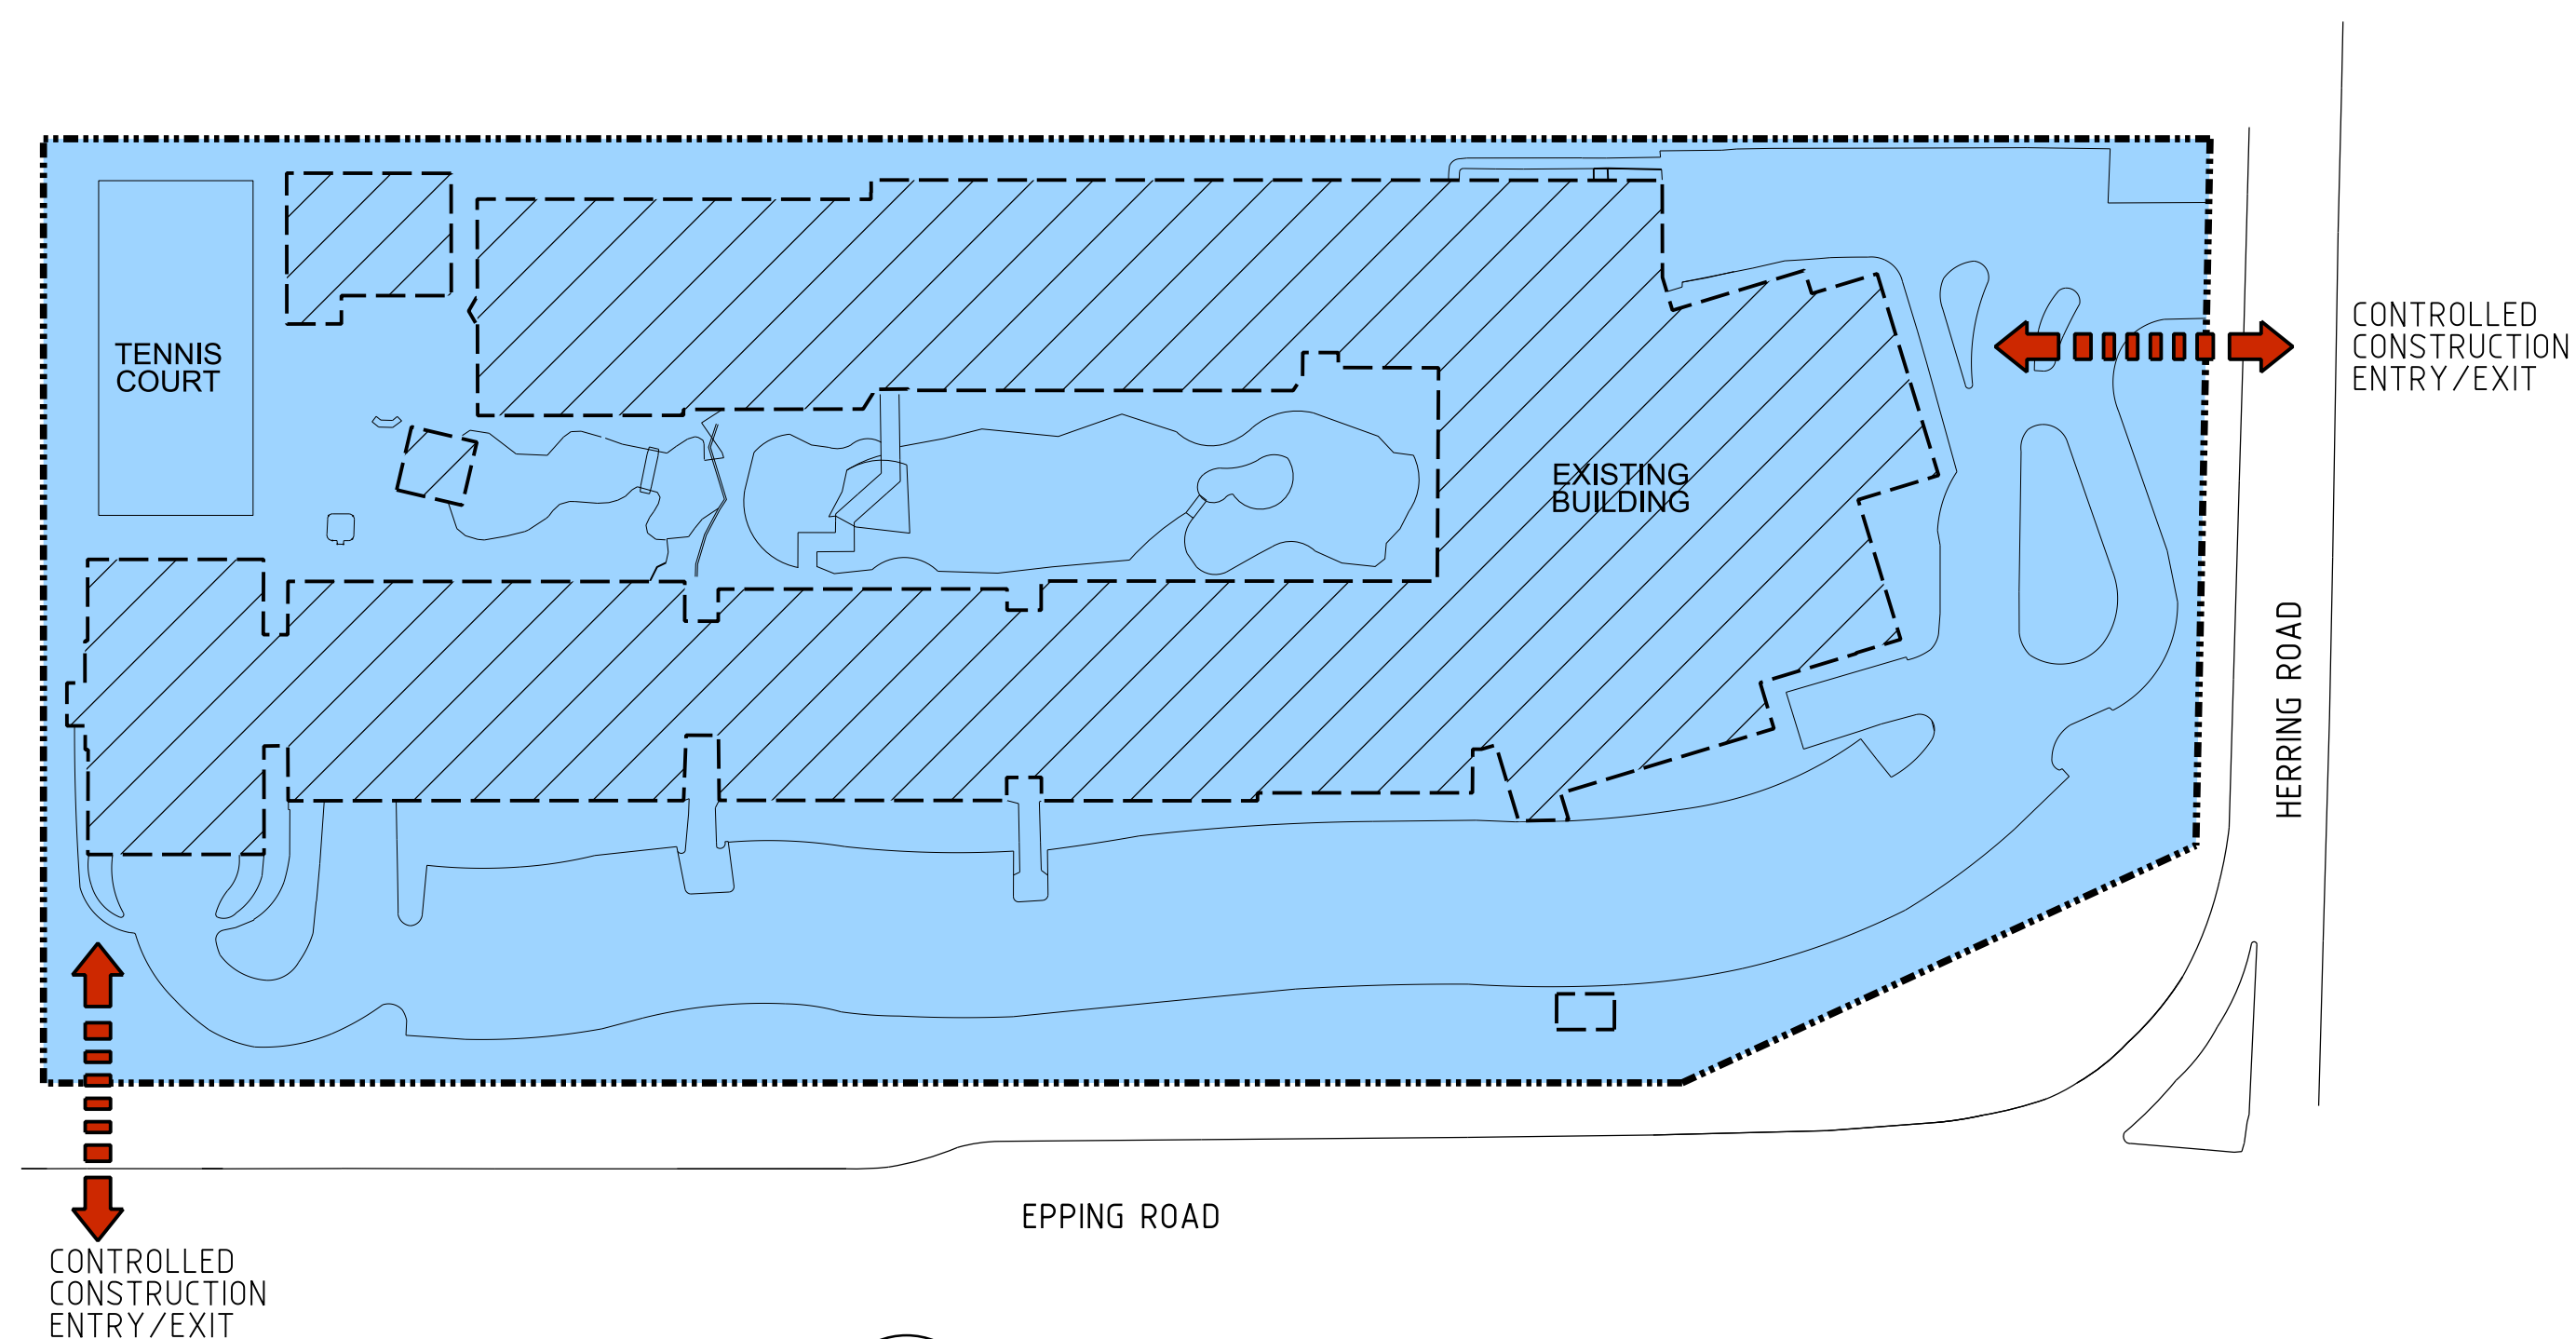 CONTROLLED
CONSTRUCTION
ENTRY/EXIT
TENNIS
COURT
EXISTING
BUILDING
HERRING ROAD
EPPING ROAD
CONTROLLED
CONSTRUCTION
ENTRY/EXIT